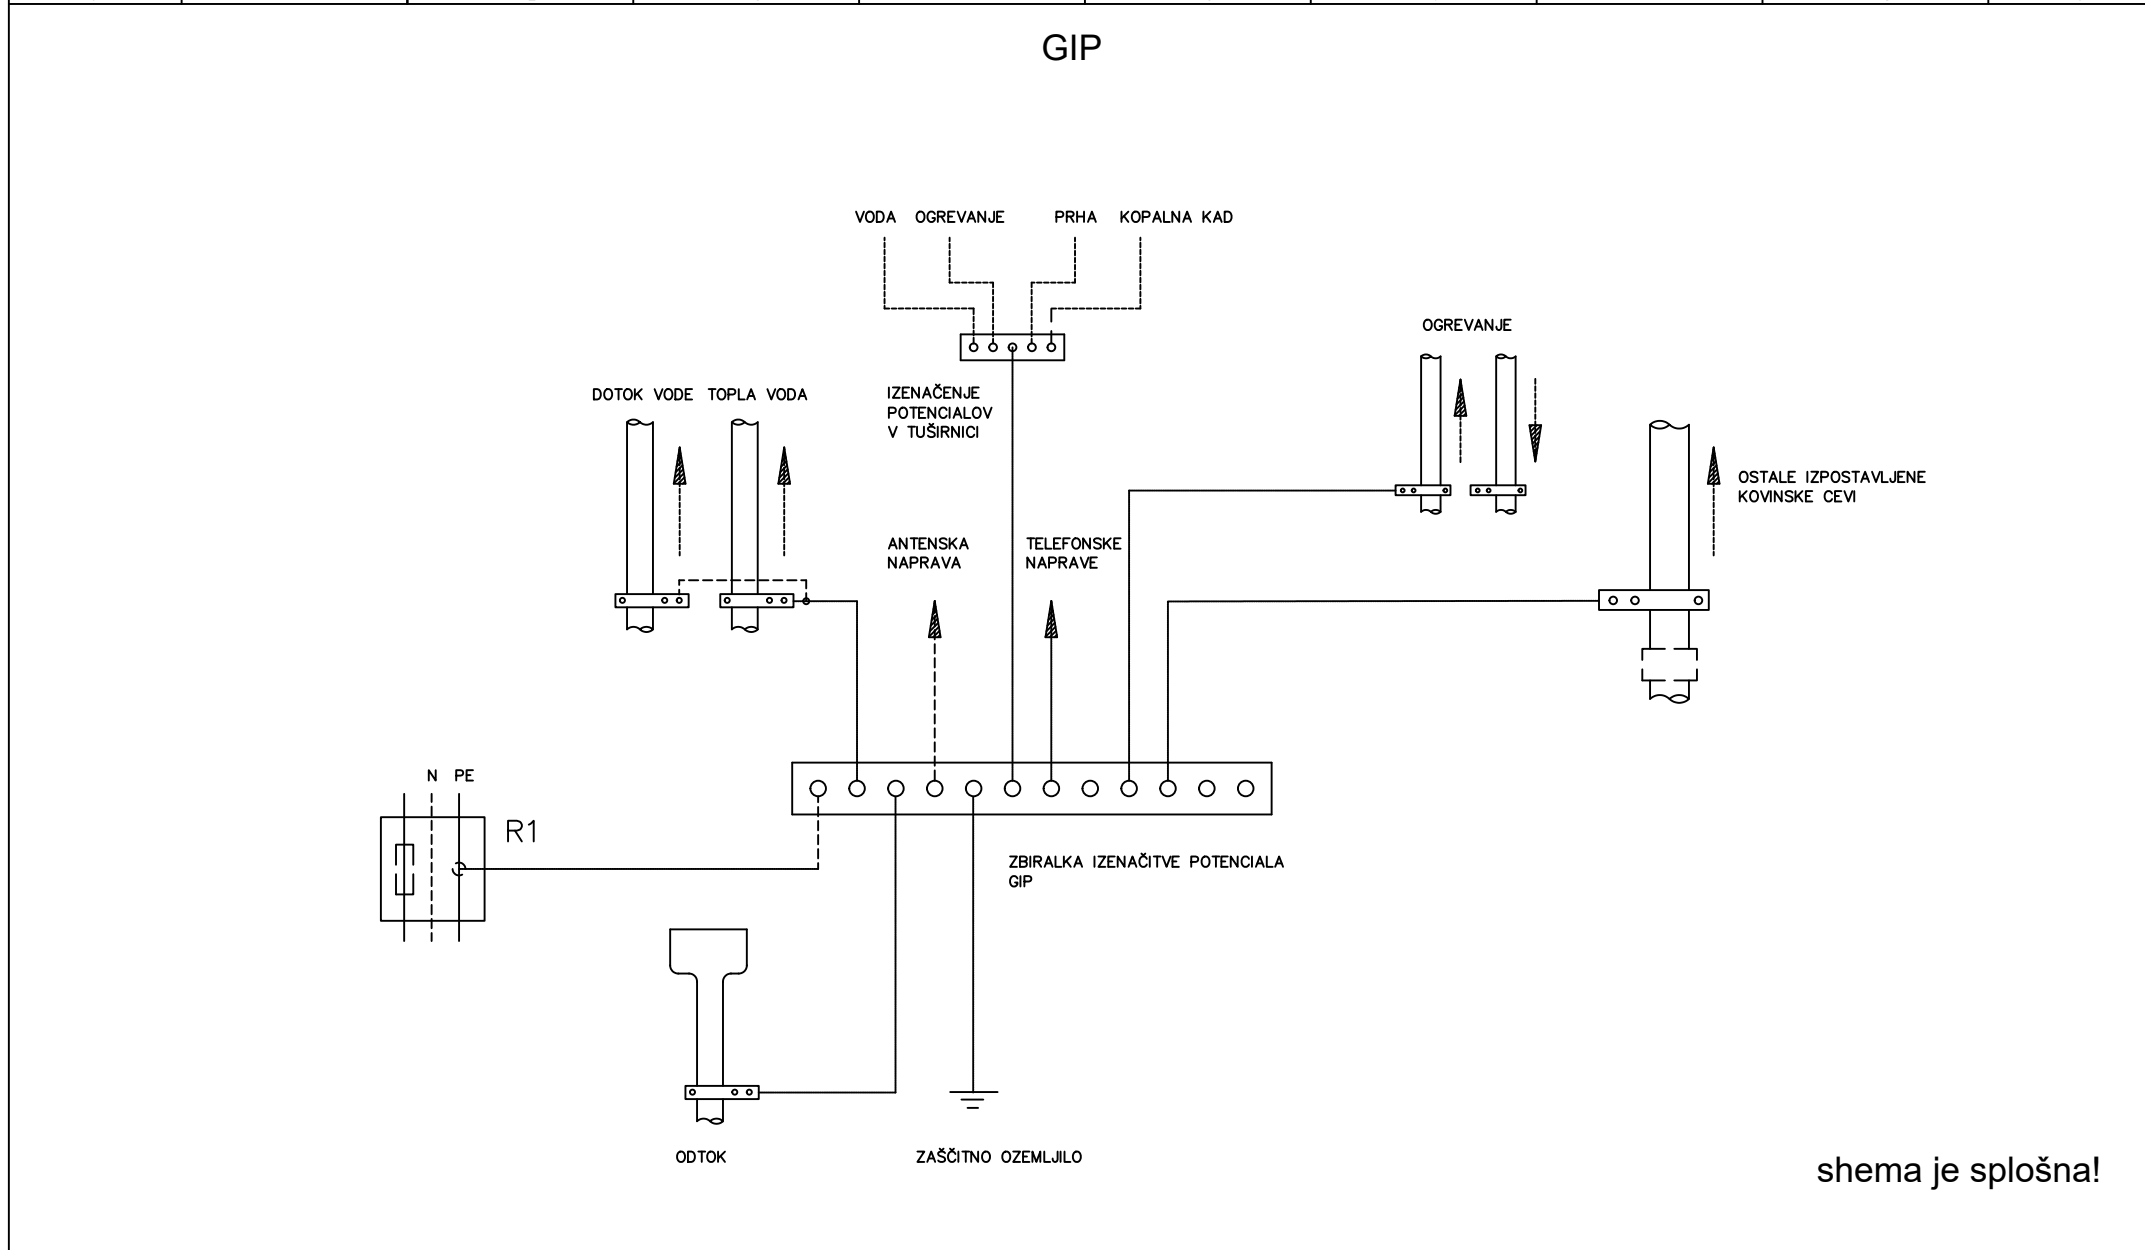 GIP
VODA OGREVANJE PRHA KOPALNA KAD
OGREVANJE
DOTOK VODE TOPLA VODA
IZENAČENJE
POTENCIALOV
V TUŠIRNICI
OSTALE IZPOSTAVLJENE
KOVINSKE CEVI
ANTENSKA
NAPRAVA
TELEFONSKE
NAPRAVE
N PE
R1
ZBIRALKA IZENAČITVE POTENCIALA
GIP
ODTOK
ZAŠČITNO OZEMLJILO
shema je splošna!